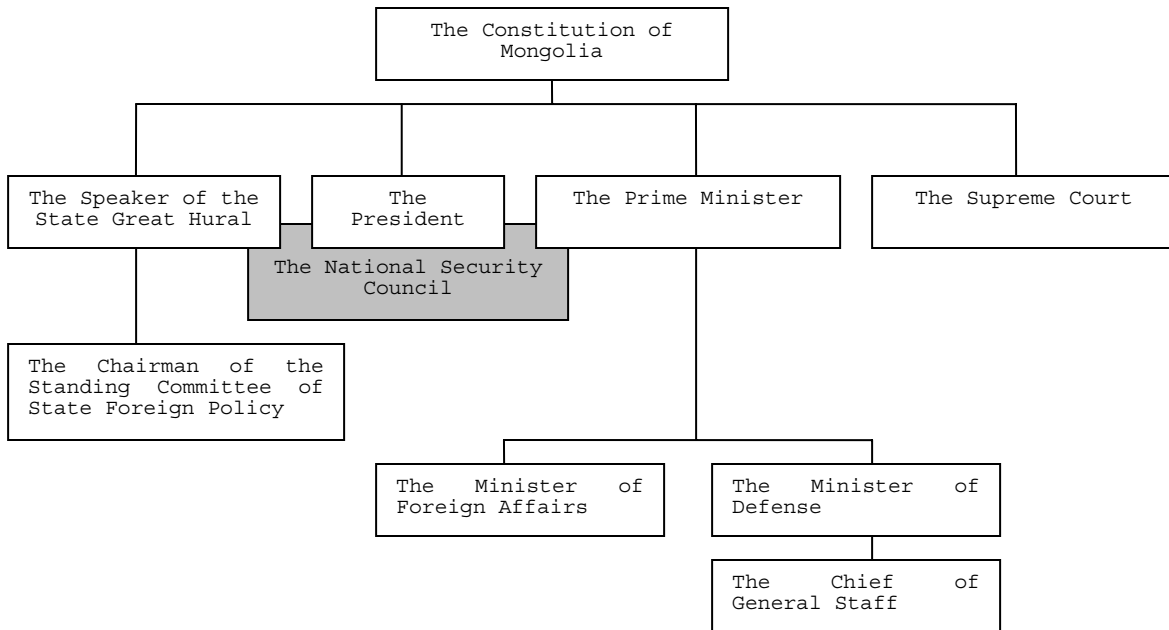 The Constitution of
Mongolia
The Speaker of the
State Great Hural
The
President
The Prime Minister
The Supreme Court
The National Security
Council
The Chairman of the
Standing Committee of
State Foreign Policy
The Minister of
Foreign Affairs
The Minister of
Defense
The Chief of
General Staff